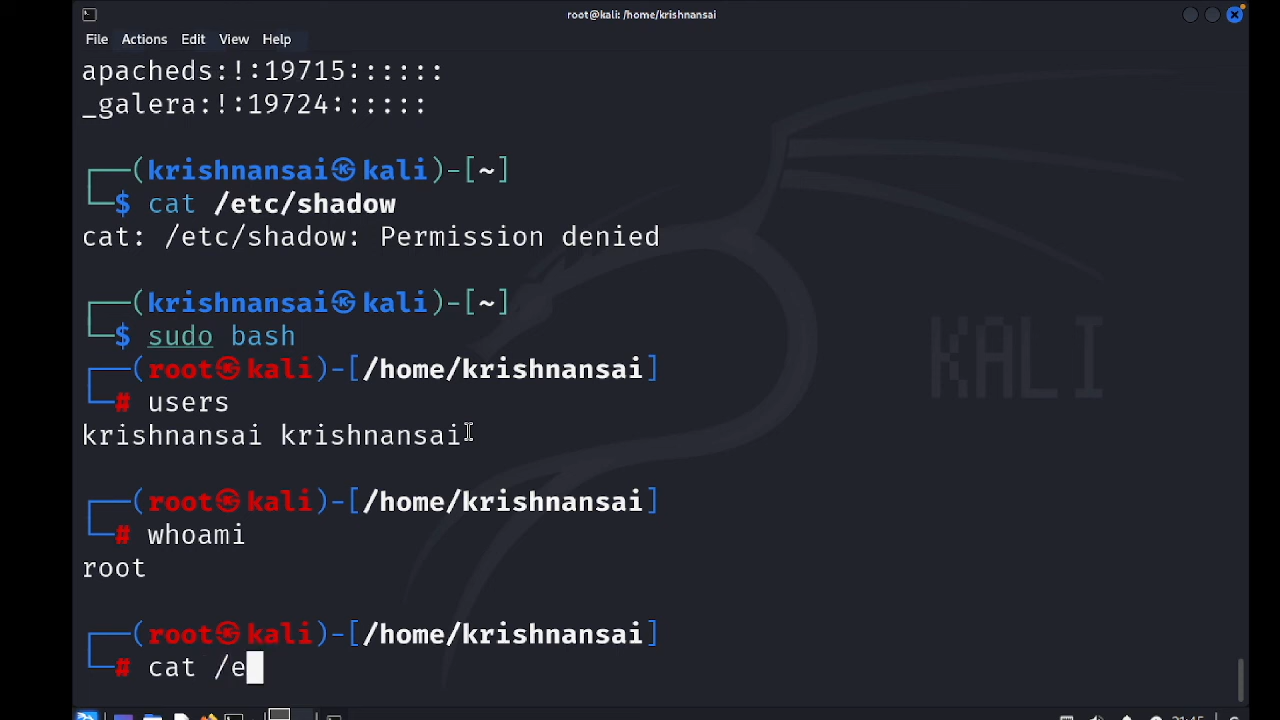 root@kali: /home/krishnansai
File Actions Edit View Help
apacheds:!:19715::::::
_galera:!:19724::::::
┌──(krishnansai㉿kali)-[~]
└─$ cat /etc/shadow
cat: /etc/shadow: Permission denied
┌──(krishnansai㉿kali)-[~]
└─$ sudo bash
┌──(root㉿kali)-[/home/krishnansai]
└─# users
krishnansai krishnansai
┌──(root㉿kali)-[/home/krishnansai]
└─# whoami
root
┌──(root㉿kali)-[/home/krishnansai]
└─# cat /e
KALI